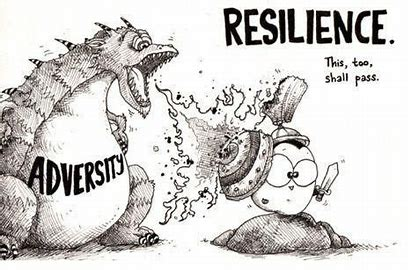 RESILIENCE.
This, too,
shall pass.
ADVERSITY